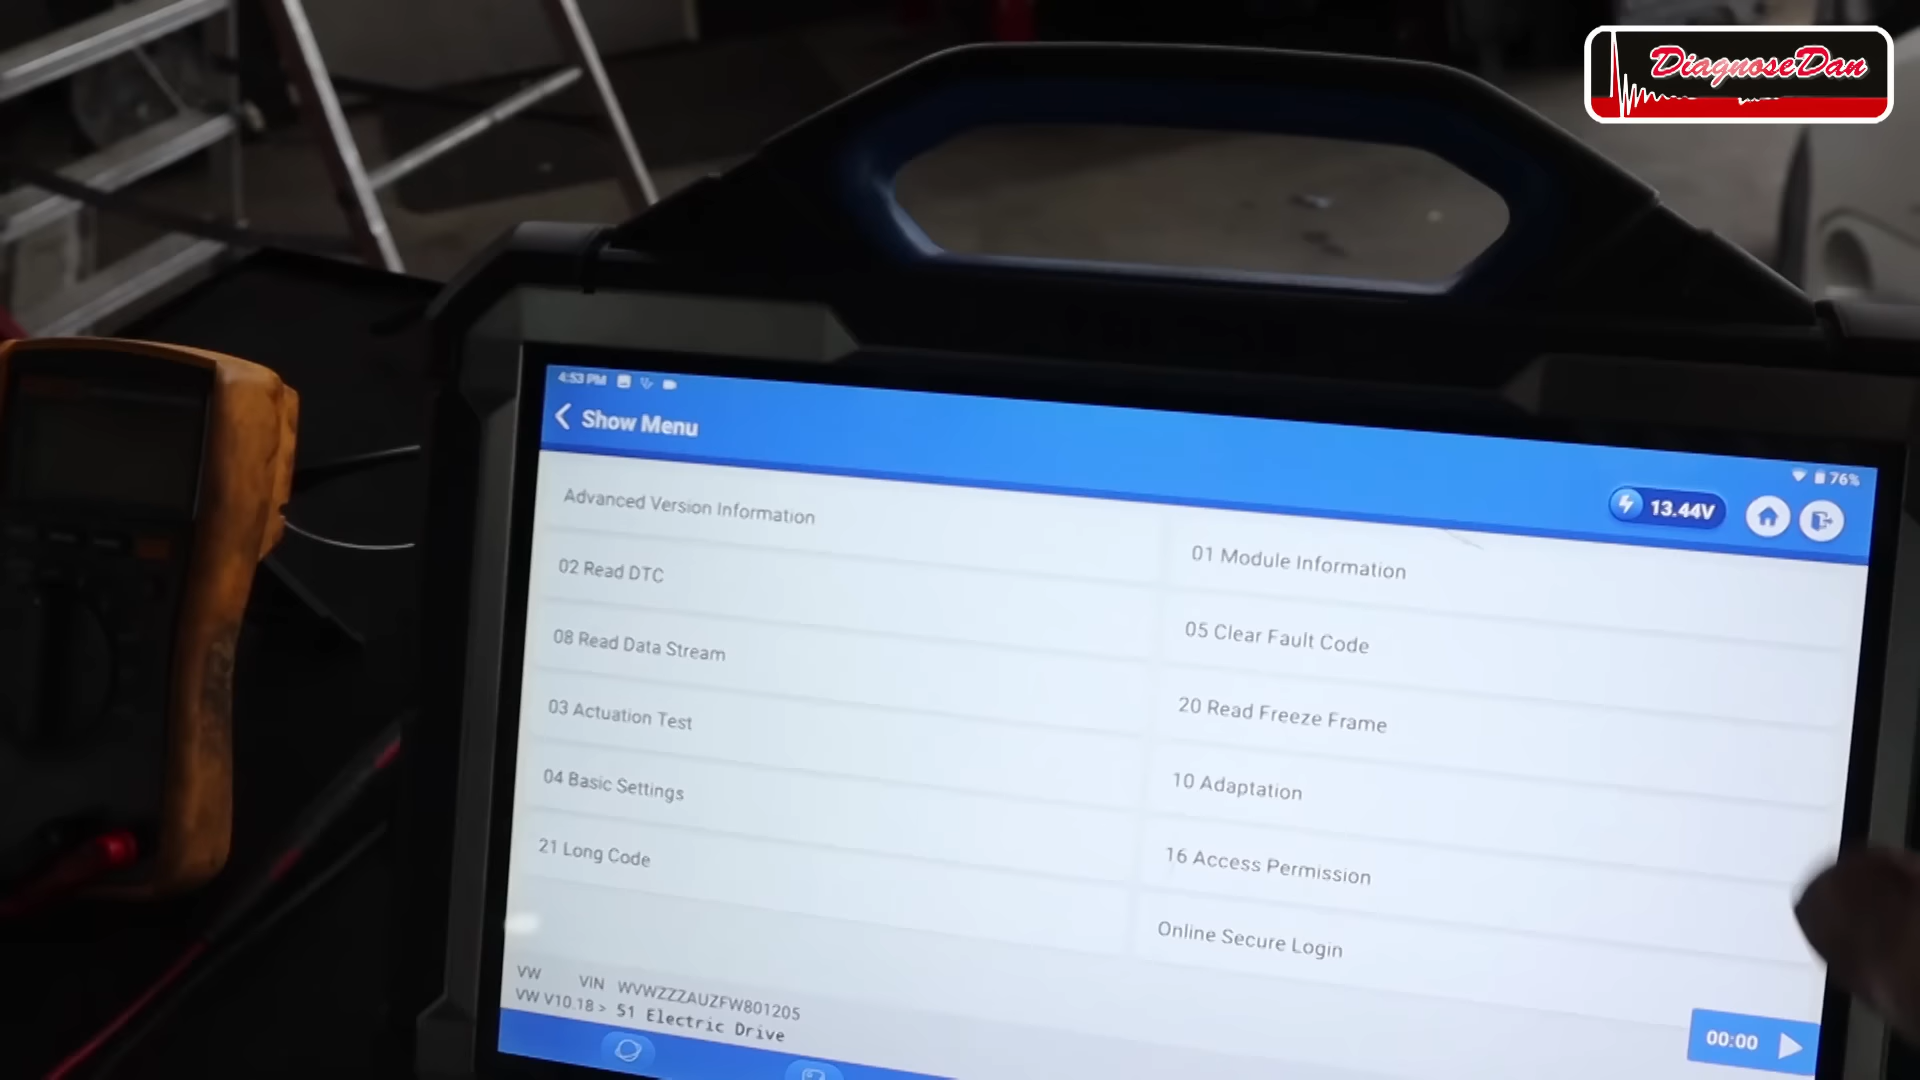 DiagnoseDan
4:53 PM
Show Menu
76%
13.44V
Advanced Version Information
01 Module Information
02 Read DTC
05 Clear Fault Code
08 Read Data Stream
20 Read Freeze Frame
03 Actuation Test
10 Adaptation
04 Basic Settings
16 Access Permission
21 Long Code
Online Secure Login
VW VIN WVWZZZAUZFW801205
VW V10.18 > 51 Electric Drive
00:00